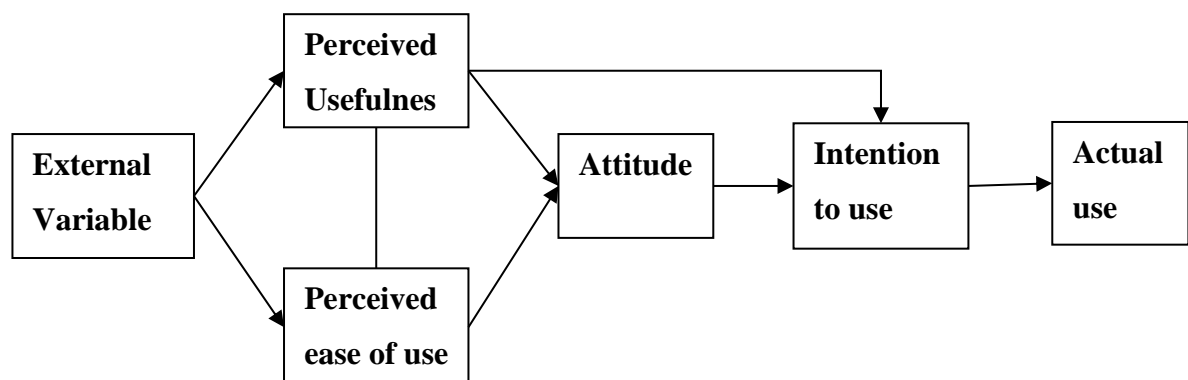 Perceived
Usefulnes
External
Variable
Attitude
Intention
to use
Actual
use
Perceived
ease of use